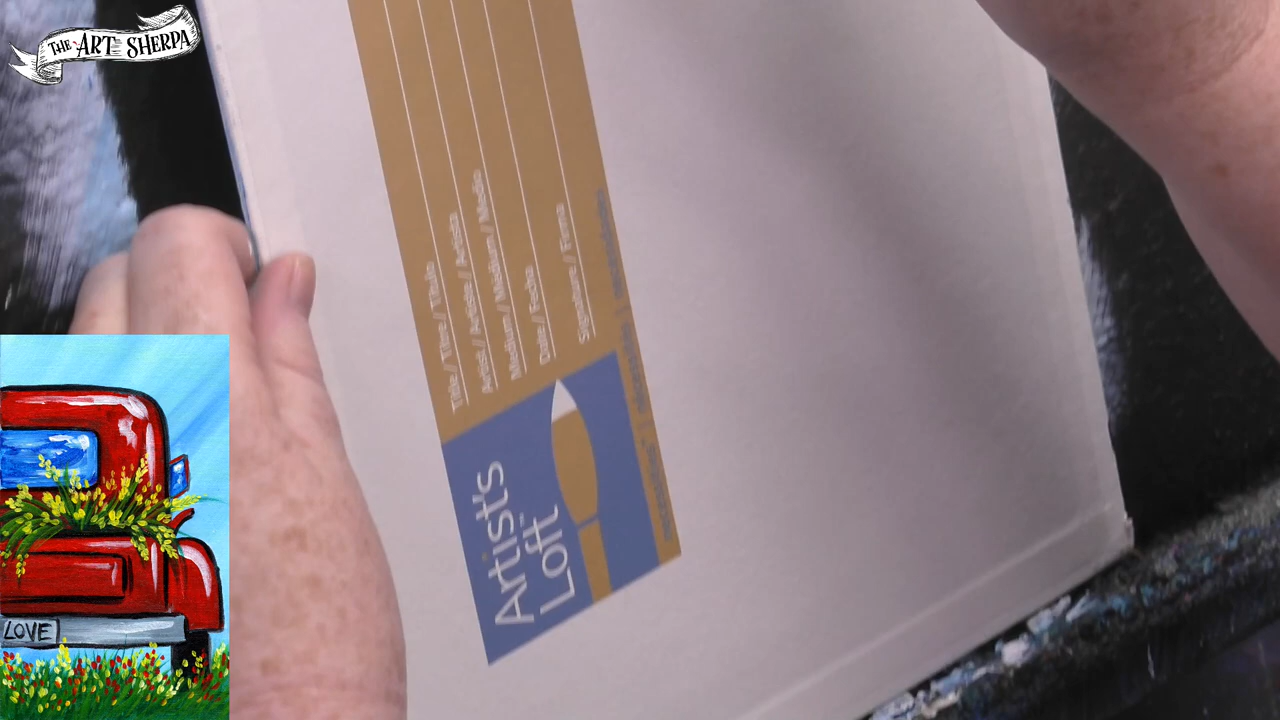 THE ART SHERPA
Title // Titre // Título
Artist // Artiste // Artista
Medium // Médium // Medio
Date // Fecha
Signature // Firma
Artist's
Loft
LOVE